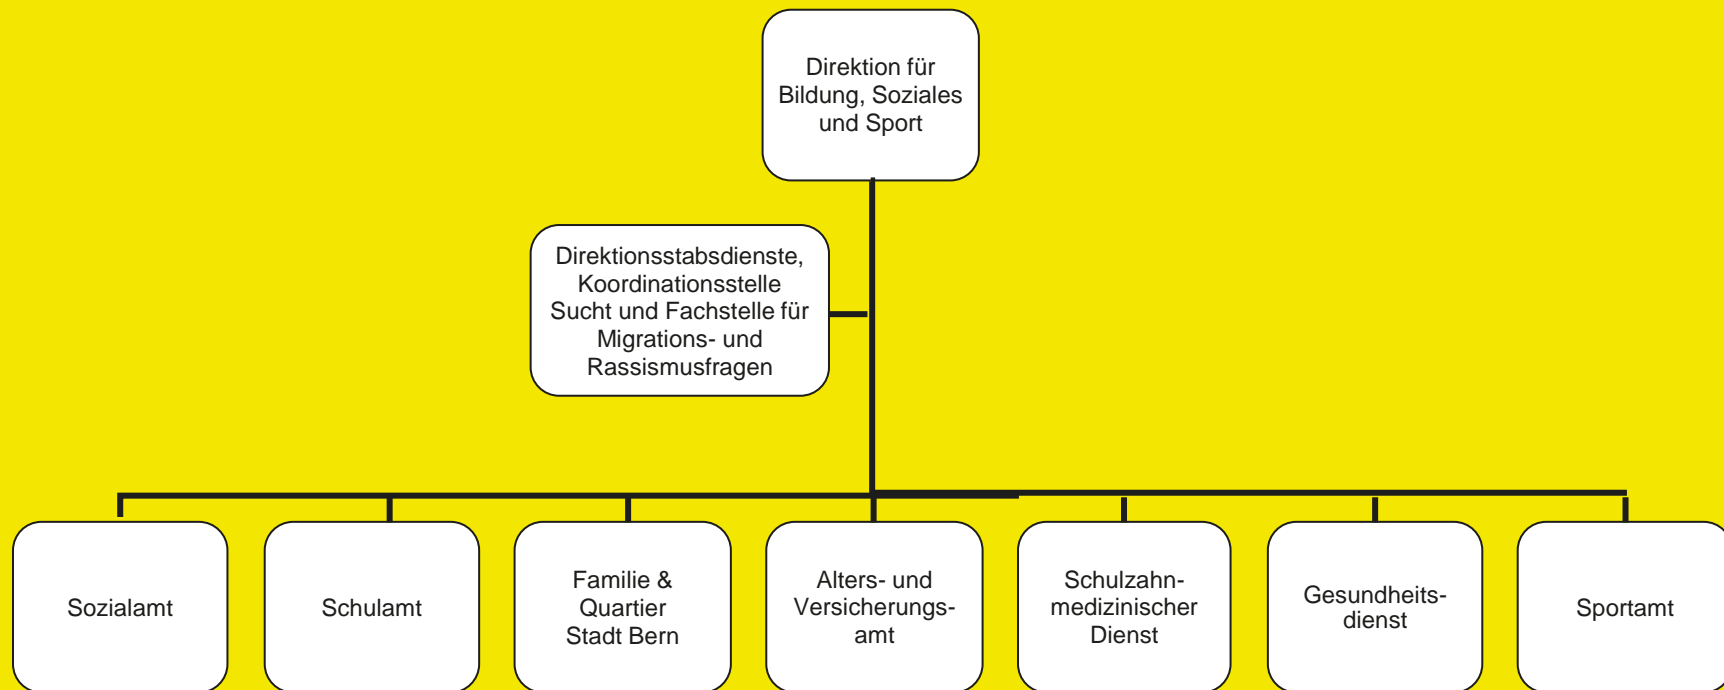 Direktion für
Bildung, Soziales
und Sport
Direktionsstabsdienste,
Koordinationsstelle
Sucht und Fachstelle für
Migrations- und
Rassismusfragen
Sozialamt
Schulamt
Familie &
Quartier
Stadt Bern
Alters- und
Versicherungs-
amt
Schulzahn-
medizinischer
Dienst
Gesundheits-
dienst
Sportamt